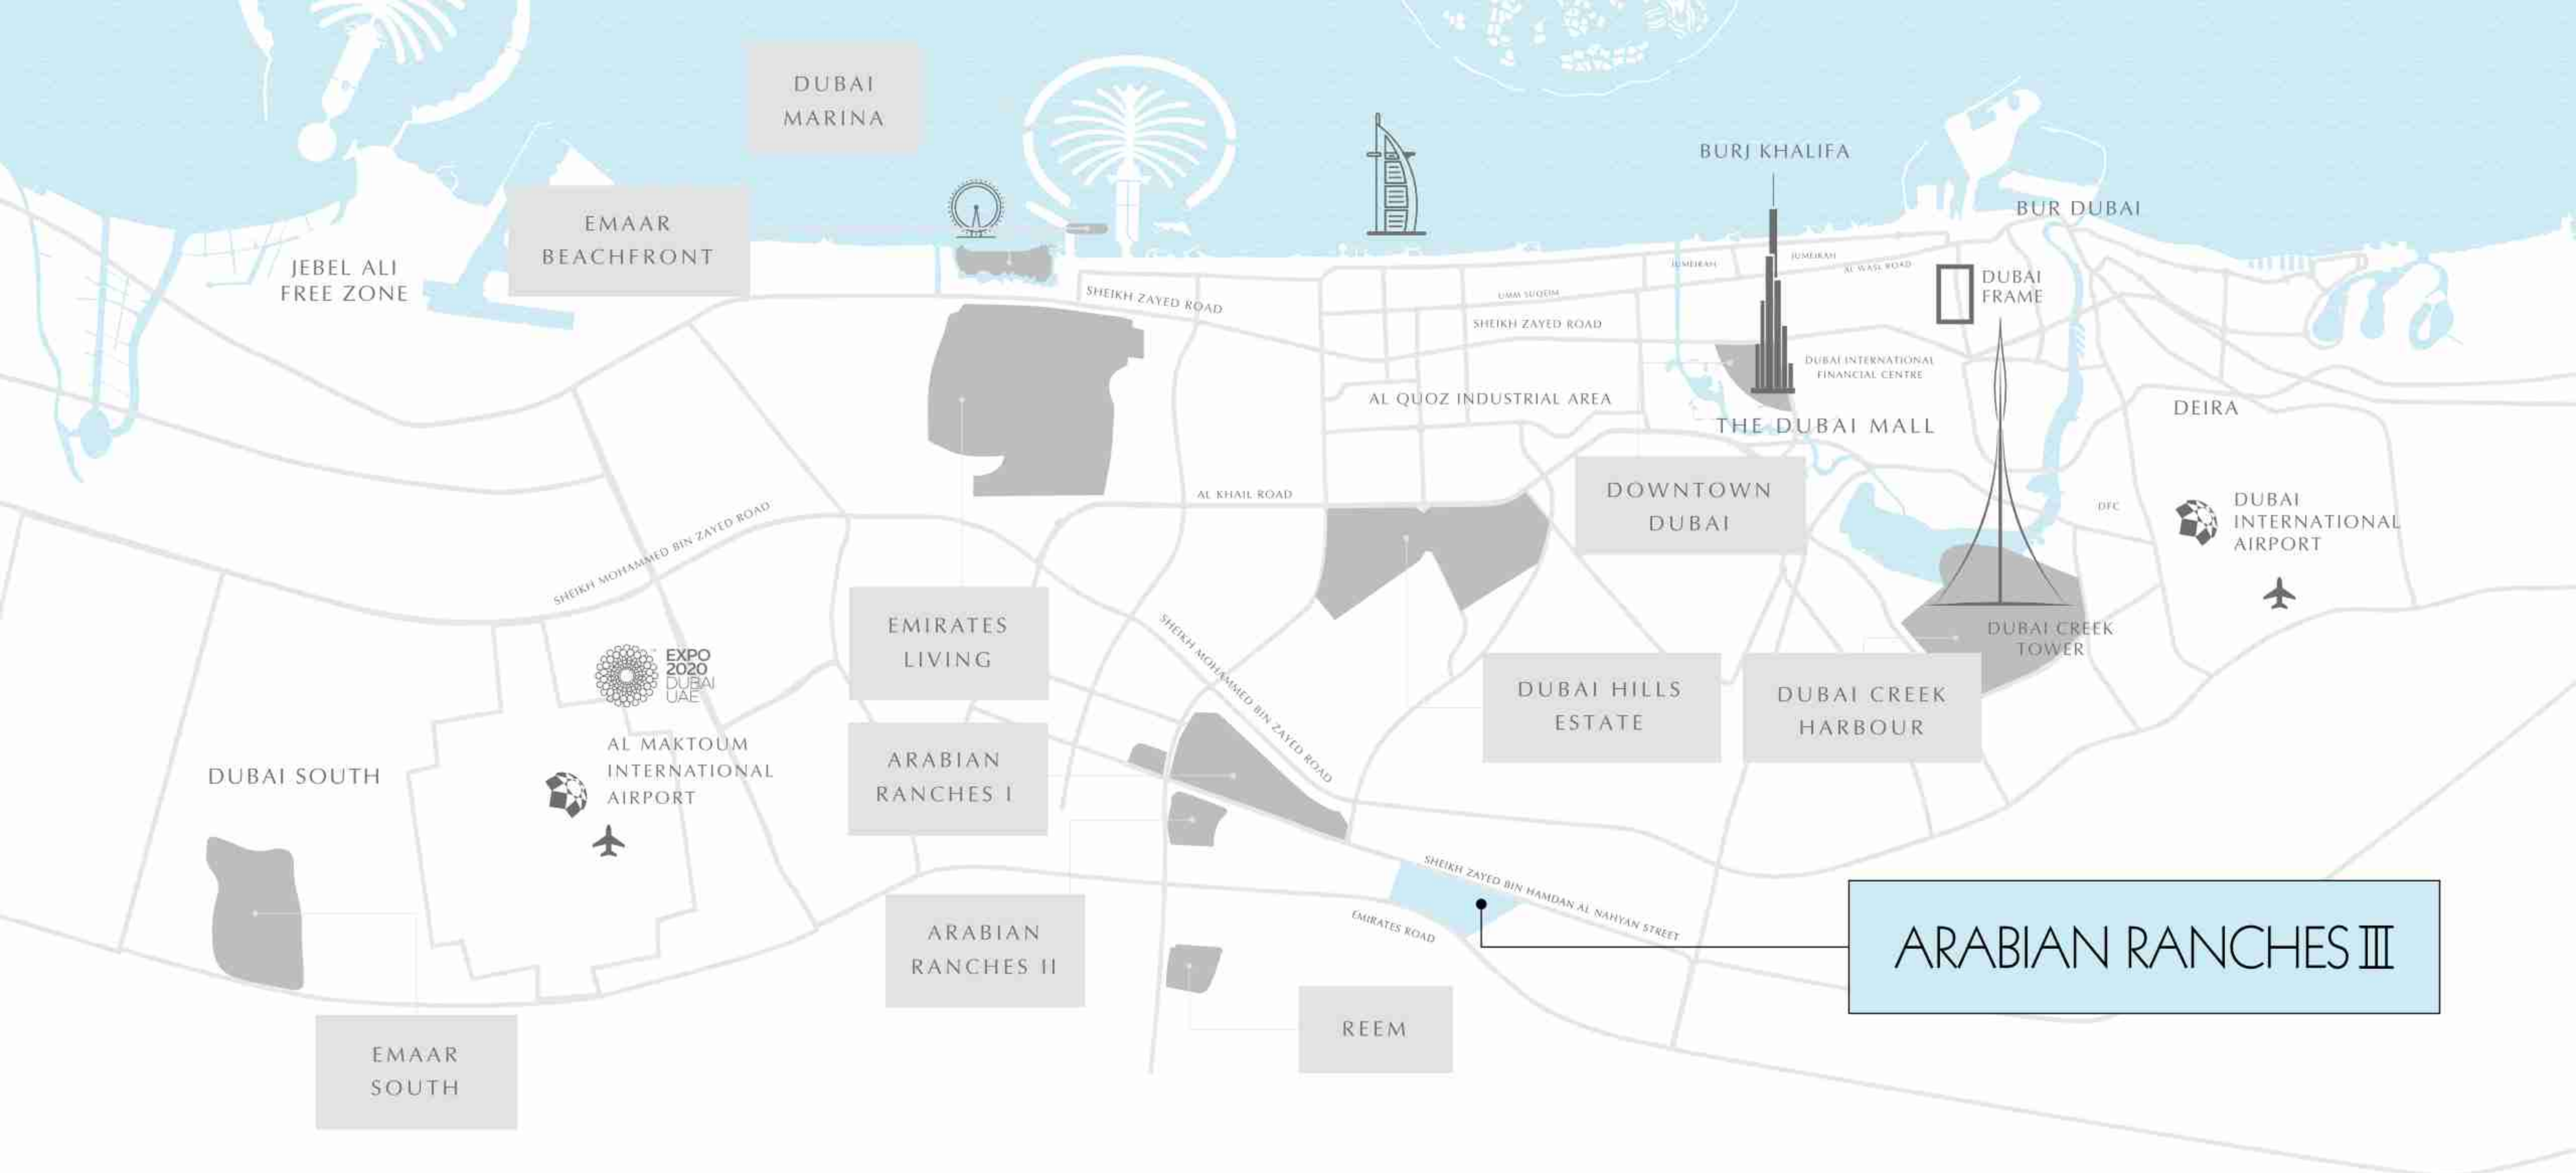 DUBAI
MARINA
BURJ KHALIFA
BUR DUBAI
EMAAR
BEACHFRONT
JEBEL ALI
FREE ZONE
SHEIKH ZAYED ROAD
UMM SUQEIM
SHEIKH ZAYED ROAD
JUMEIRAH
JUMEIRAH
AL WASL ROAD
DUBAI
FRAME
DUBAI INTERNATIONAL
FINANCIAL CENTRE
AL QUOZ INDUSTRIAL AREA
THE DUBAI MALL
DEIRA
DOWNTOWN
DUBAI
AL KHAIL ROAD
DFC
DUBAI
INTERNATIONAL
AIRPORT
SHEIKH MOHAMMED BIN ZAYED ROAD
EMIRATES
LIVING
SHEIKH MOHAMMED BIN ZAYED ROAD
DUBAI CREEK
TOWER
EXPO
2020
DUBAI
UAE
DUBAI HILLS
ESTATE
DUBAI CREEK
HARBOUR
AL MAKTOUM
INTERNATIONAL
AIRPORT
DUBAI SOUTH
ARABIAN
RANCHES I
SHEIKH ZAYED BIN HAMDAN AL NAHYAN STREET
EMIRATES ROAD
ARABIAN
RANCHES II
ARABIAN RANCHES III
REEM
EMAAR
SOUTH